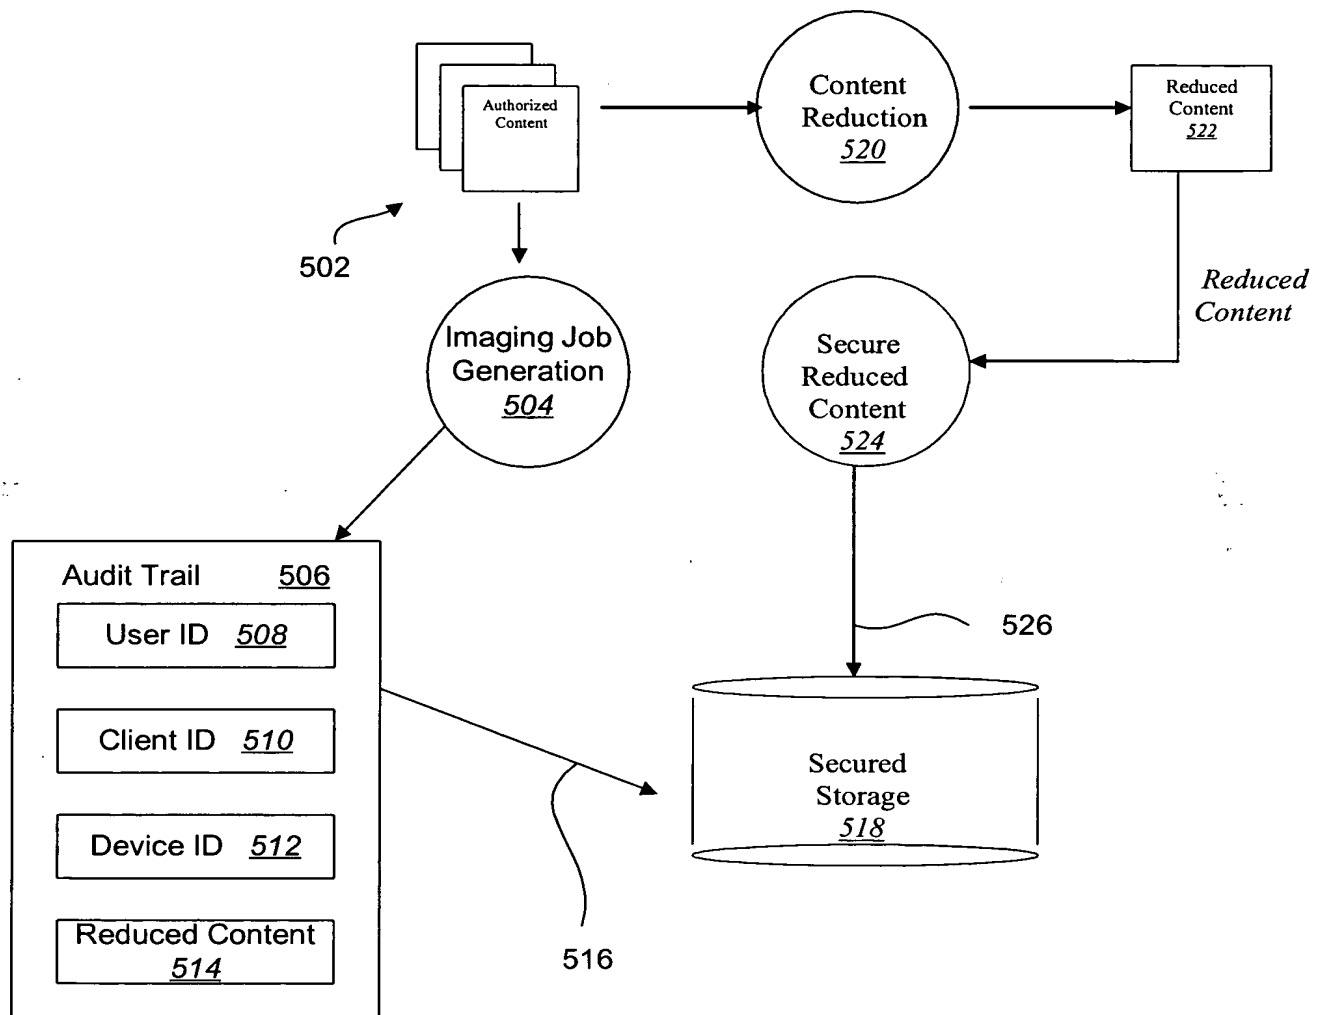 Authorized
Content
Content
Reduction
520
Reduced
Content
522
502
Reduced
Content
Imaging Job
Generation
504
Secure
Reduced
Content
524
Audit Trail 506
User ID 508
Client ID 510
Device ID 512
Reduced Content
514
526
Secured
Storage
518
516